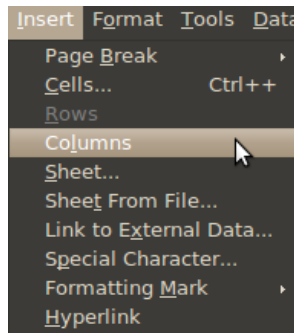 Insert Format Tools Data
Page Break
Cells... Ctrl++
Rows
Columns
Sheet...
Sheet From File...
Link to External Data...
Special Character...
Formatting Mark
Hyperlink